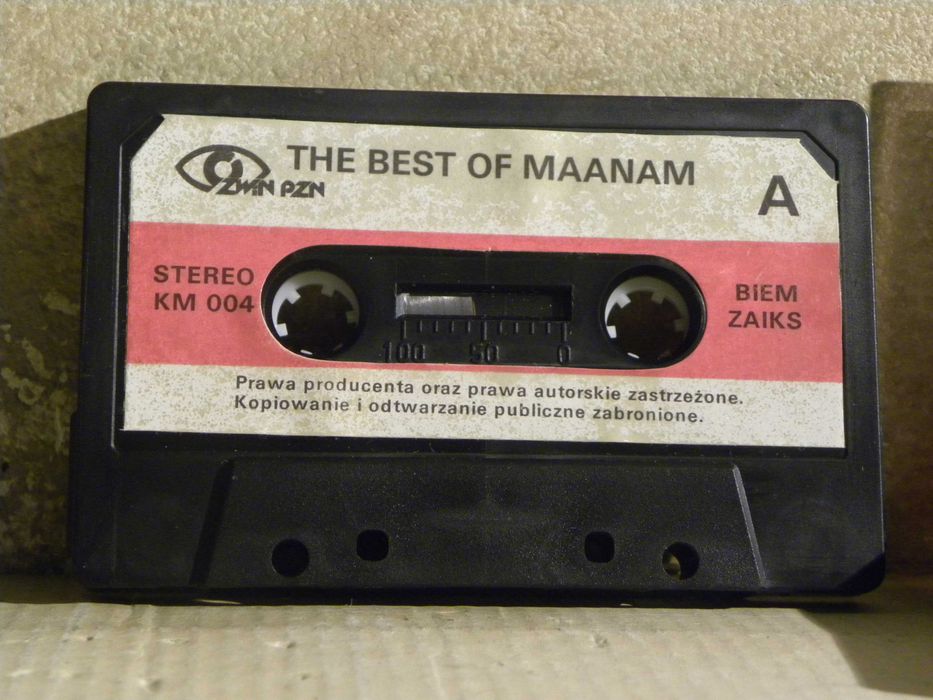 THE BEST OF MAANAM
ZWIN PZN
A
STEREO
KM 004
BIEM
ZAIKS
100 50 0
Prawa producenta oraz prawa autorskie zastrzeżone.
Kopiowanie i odtwarzanie publiczne zabronione.